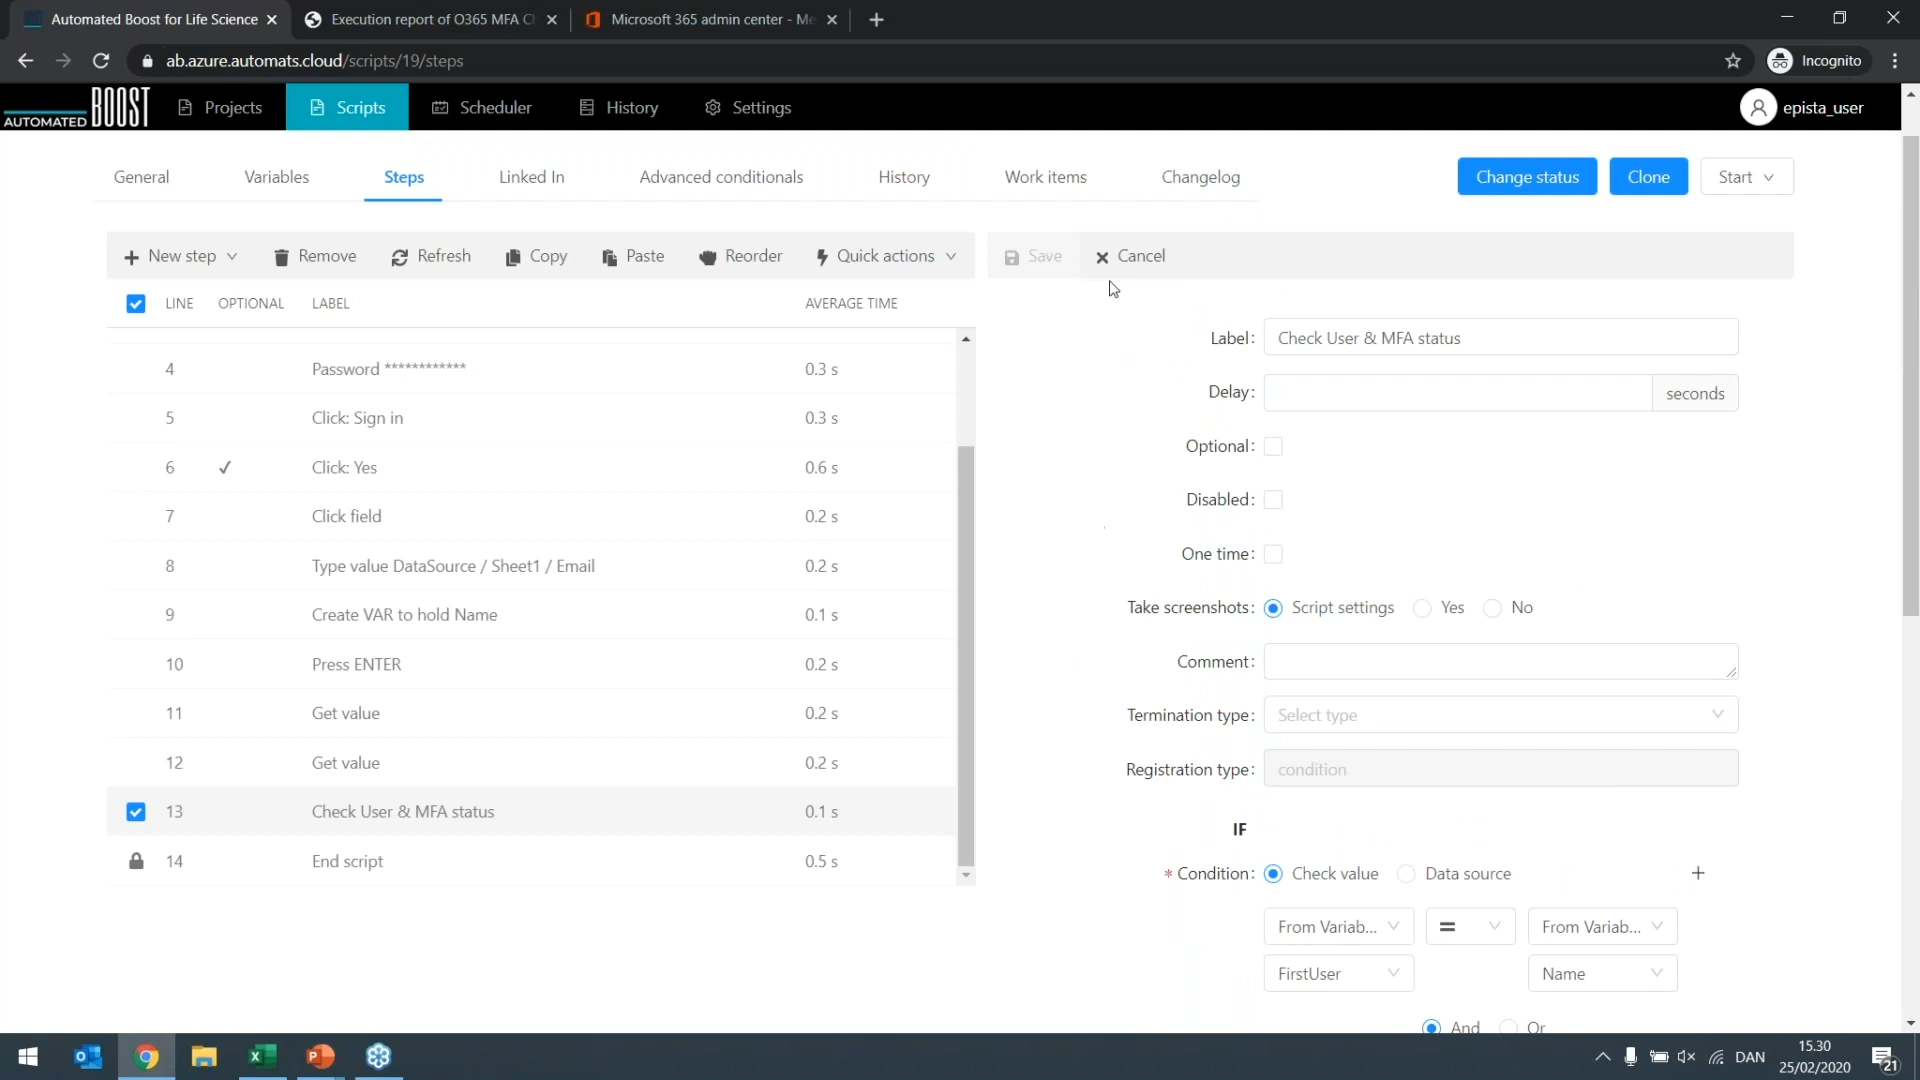 Automated Boost for Life Science
Execution report of O365 MFA C
Microsoft 365 admin center - M
ab.azure.automats.cloud/scripts/19/steps
Incognito
AUTOMATED BOOST
Projects
Scripts
Scheduler
History
Settings
epista_user
General
Variables
Steps
Linked In
Advanced conditionals
History
Work items
Changelog
Change status
Clone
Start
New step
Remove
Refresh
Copy
Paste
Reorder
Quick actions
Save
Cancel
LINE OPTIONAL LABEL AVERAGE TIME
4 Password ************ 0.3 s
5 Click: Sign in 0.3 s
6 ✓ Click: Yes 0.6 s
7 Click field 0.2 s
8 Type value DataSource / Sheet1 / Email 0.2 s
9 Create VAR to hold Name 0.1 s
10 Press ENTER 0.2 s
11 Get value 0.2 s
12 Get value 0.2 s
13 Check User & MFA status 0.1 s
14 End script 0.5 s
Label: Check User & MFA status
Delay: seconds
Optional:
Disabled:
One time:
Take screenshots: Script settings Yes No
Comment:
Termination type: Select type
Registration type: condition
IF
* Condition: Check value Data source +
From Variab... = From Variab...
FirstUser Name
And Or
DAN
15.30
25/02/2020
21